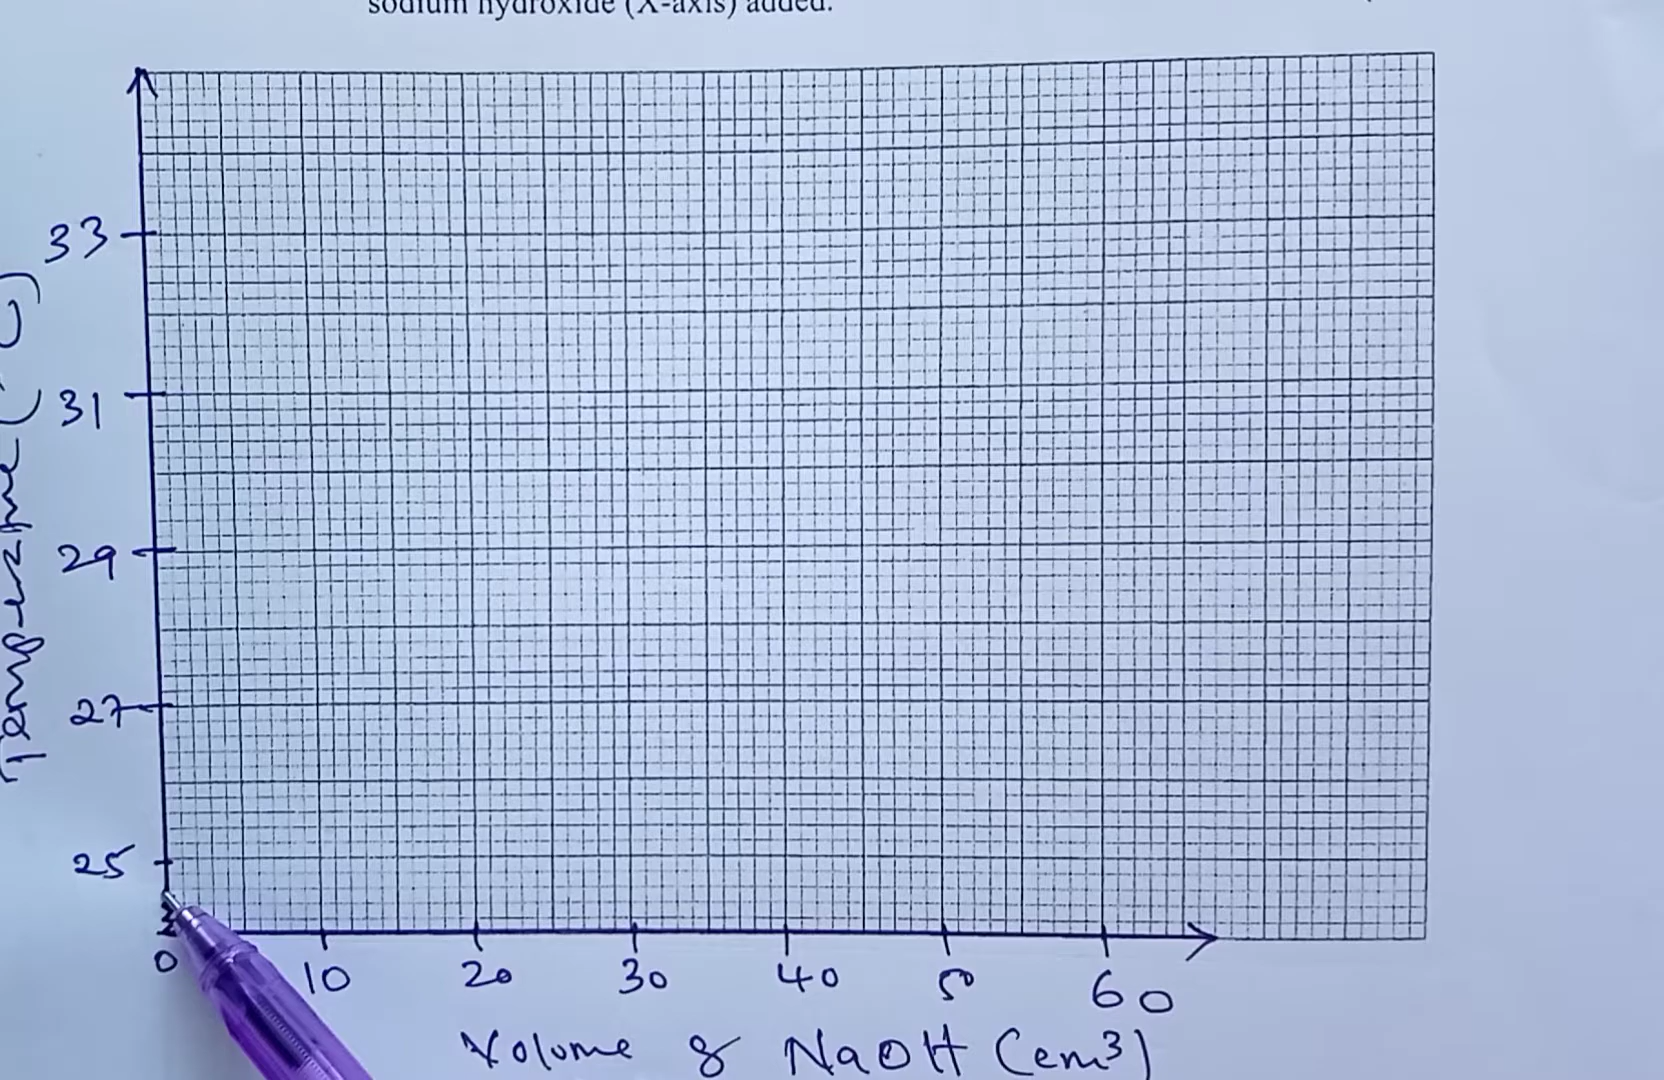 sodium hydroxide (X-axis) added.
33
31
29
27
25
Temperature (°C)
0 10 20 30 40 50 60
Volume of NaOH (cm³)